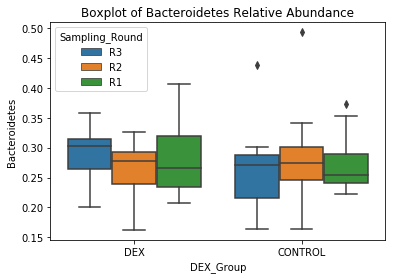 Boxplot of Bacteroidetes Relative Abundance
Sampling_Round
R3
R2
R1
Bacteroidetes
0.50
0.45
0.40
0.35
0.30
0.25
0.20
0.15
DEX
CONTROL
DEX_Group